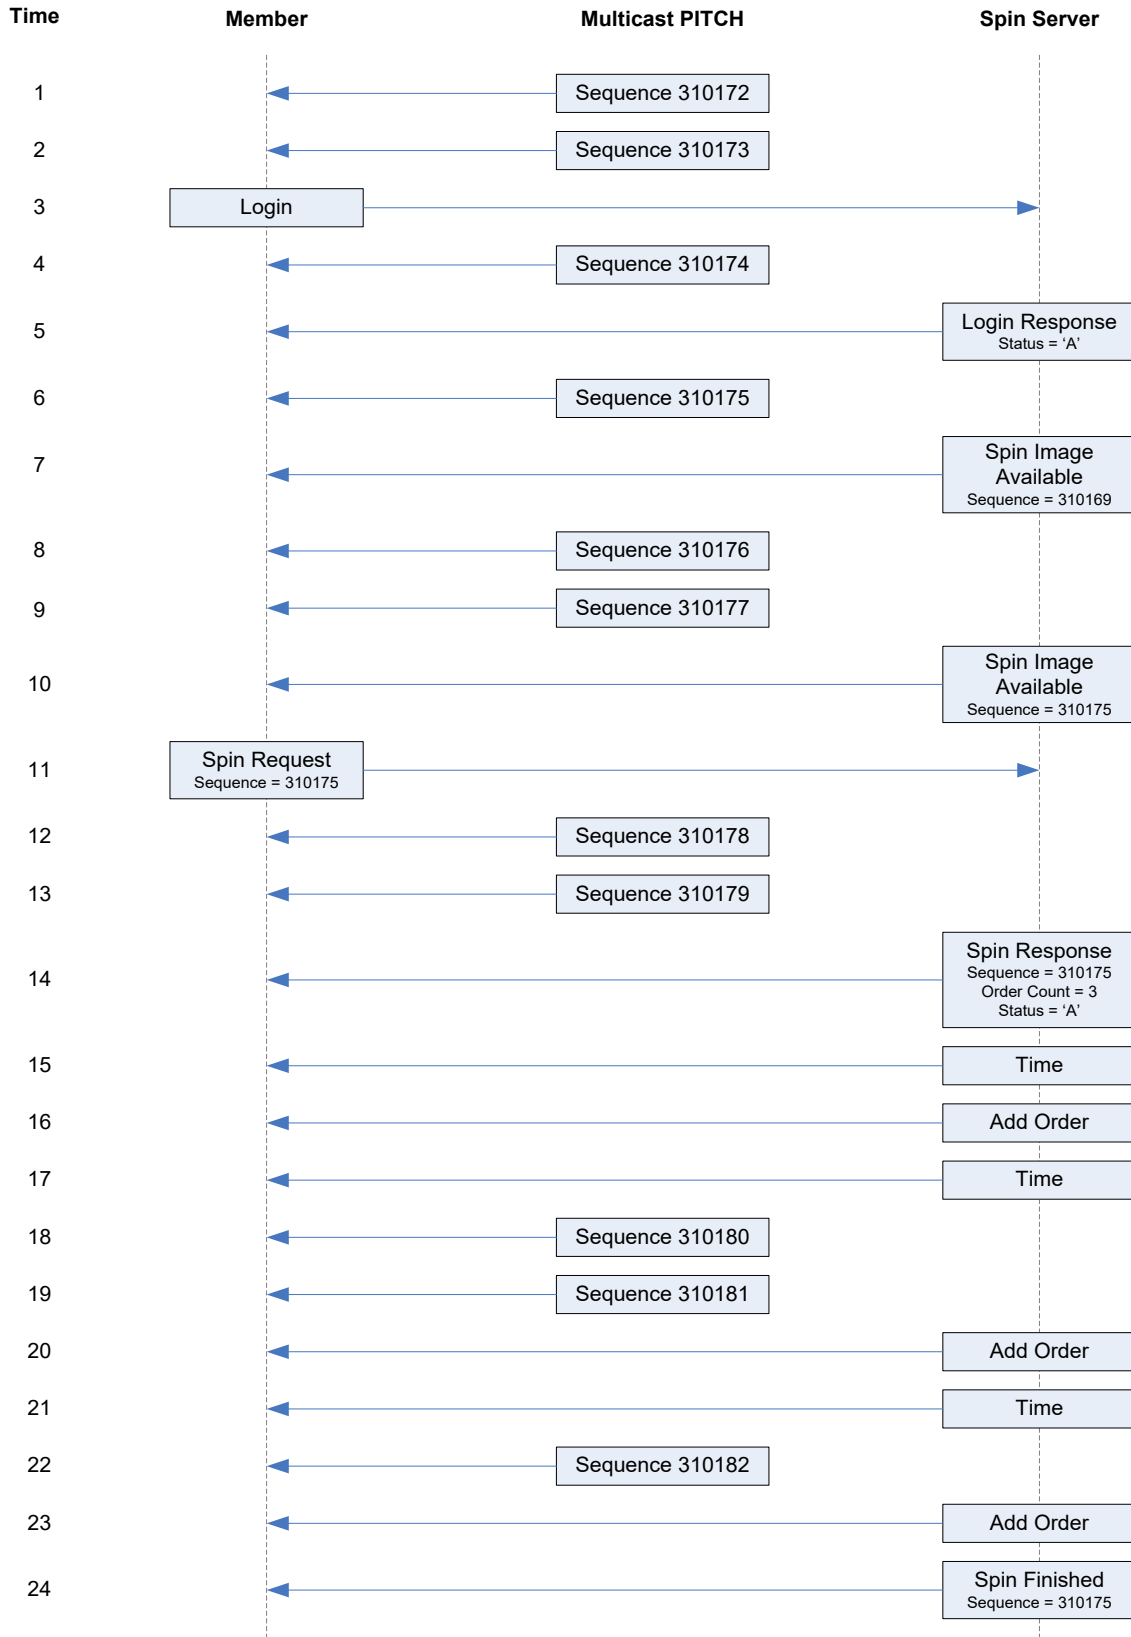 Time Member Multicast PITCH Spin Server
1 Sequence 310172
2 Sequence 310173
3 Login
4 Sequence 310174
5 Login Response
Status = ‘A’
6 Sequence 310175
7 Spin Image
Available
Sequence = 310169
8 Sequence 310176
9 Sequence 310177
10 Spin Image
Available
Sequence = 310175
11 Spin Request
Sequence = 310175
12 Sequence 310178
13 Sequence 310179
14 Spin Response
Sequence = 310175
Order Count = 3
Status = ‘A’
15 Time
16 Add Order
17 Time
18 Sequence 310180
19 Sequence 310181
20 Add Order
21 Time
22 Sequence 310182
23 Add Order
24 Spin Finished
Sequence = 310175